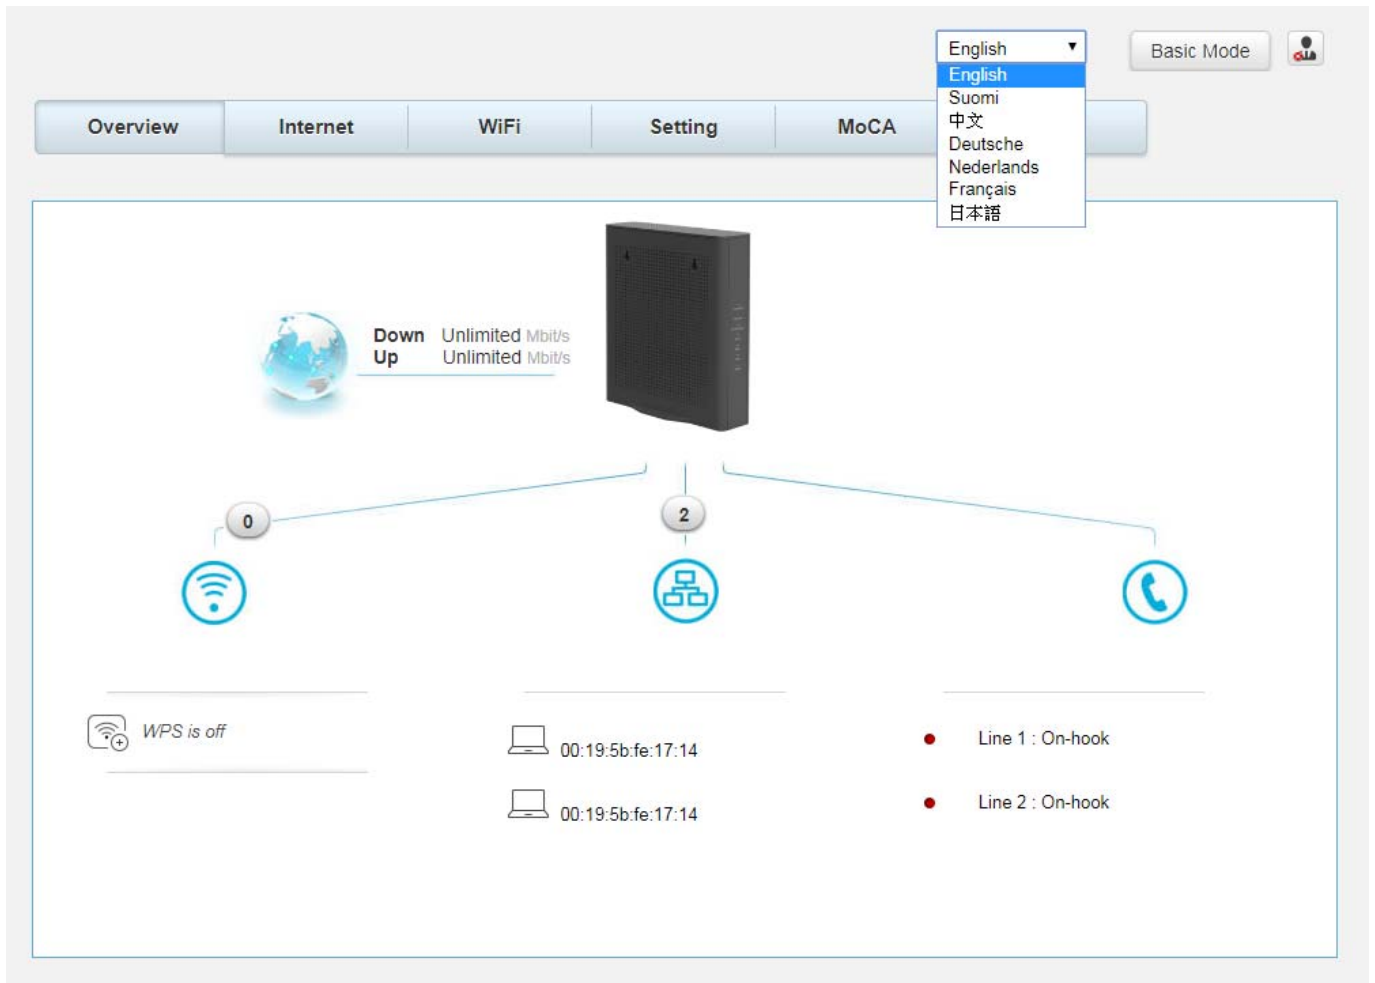 English
Basic Mode
English
Suomi
中文
Deutsche
Nederlands
Français
日本語
Overview
Internet
WiFi
Setting
MoCA
Down Unlimited Mbit/s
Up Unlimited Mbit/s
0
2
WPS is off
00:19:5b:fe:17:14
00:19:5b:fe:17:14
Line 1 : On-hook
Line 2 : On-hook